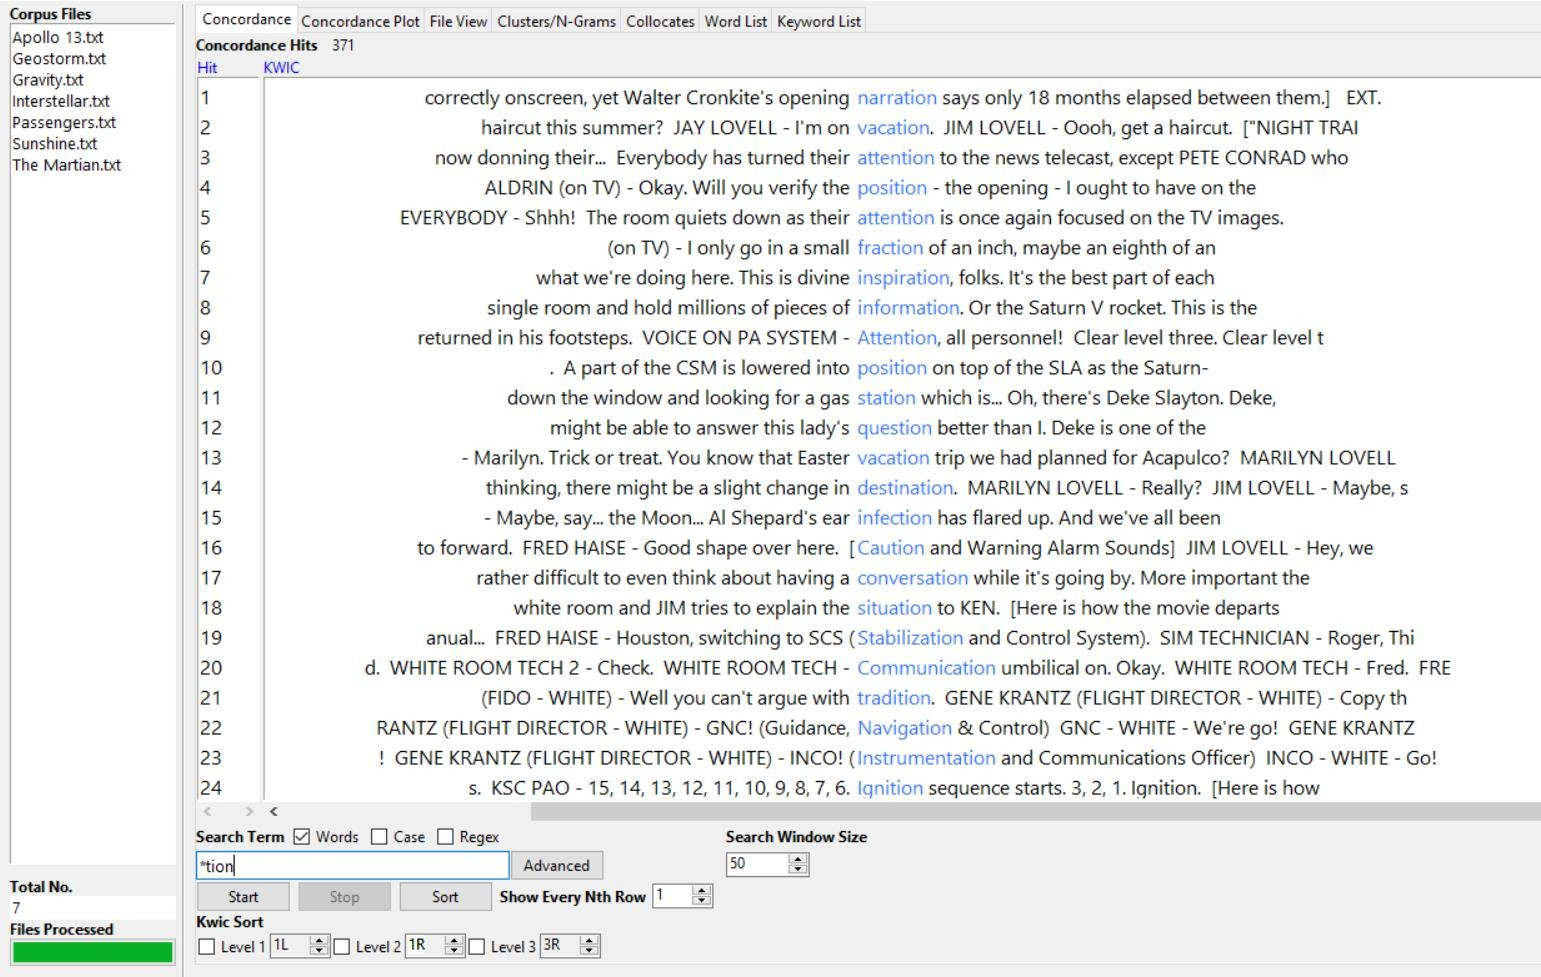 Corpus Files
Apollo 13.txt
Geostorm.txt
Gravity.txt
Interstellar.txt
Passengers.txt
Sunshine.txt
The Martian.txt
Total No.
7
Files Processed
Concordance Concordance Plot File View Clusters/N-Grams Collocates Word List Keyword List
Concordance Hits 371
Hit KWIC
1 correctly onscreen, yet Walter Cronkite's opening narration says only 18 months elapsed between them.] EXT.
2 haircut this summer? JAY LOVELL - I'm on vacation. JIM LOVELL - Oooh, get a haircut. ["NIGHT TRAI
3 now donning their... Everybody has turned their attention to the news telecast, except PETE CONRAD who
4 ALDRIN (on TV) - Okay. Will you verify the position - the opening - I ought to have on the
5 EVERYBODY - Shhh! The room quiets down as their attention is once again focused on the TV images.
6 (on TV) - I only go in a small fraction of an inch, maybe an eighth of an
7 what we're doing here. This is divine inspiration, folks. It's the best part of each
8 single room and hold millions of pieces of information. Or the Saturn V rocket. This is the
9 returned in his footsteps. VOICE ON PA SYSTEM - Attention, all personnel! Clear level three. Clear level t
10 . A part of the CSM is lowered into position on top of the SLA as the Saturn-
11 down the window and looking for a gas station which is... Oh, there's Deke Slayton. Deke,
12 might be able to answer this lady's question better than I. Deke is one of the
13 - Marilyn. Trick or treat. You know that Easter vacation trip we had planned for Acapulco? MARILYN LOVELL
14 thinking, there might be a slight change in destination. MARILYN LOVELL - Really? JIM LOVELL - Maybe, s
15 - Maybe, say... the Moon... Al Shepard's ear infection has flared up. And we've all been
16 to forward. FRED HAISE - Good shape over here. [Caution and Warning Alarm Sounds] JIM LOVELL - Hey, we
17 rather difficult to even think about having a conversation while it's going by. More important the
18 white room and JIM tries to explain the situation to KEN. [Here is how the movie departs
19 anual... FRED HAISE - Houston, switching to SCS (Stabilization and Control System). SIM TECHNICIAN - Roger, Thi
20 d. WHITE ROOM TECH 2 - Check. WHITE ROOM TECH - Communication umbilical on. Okay. WHITE ROOM TECH - Fred. FRE
21 (FIDO - WHITE) - Well you can't argue with tradition. GENE KRANTZ (FLIGHT DIRECTOR - WHITE) - Copy th
22 RANTZ (FLIGHT DIRECTOR - WHITE) - GNC! (Guidance, Navigation & Control) GNC - WHITE - We're go! GENE KRANTZ
23 ! GENE KRANTZ (FLIGHT DIRECTOR - WHITE) - INCO! (Instrumentation and Communications Officer) INCO - WHITE - Go!
24 s. KSC PAO - 15, 14, 13, 12, 11, 10, 9, 8, 7, 6. Ignition sequence starts. 3, 2, 1. Ignition. [Here is how
Search Term Words Case Regex Search Window Size
*tion Advanced 50
Start Stop Sort Show Every Nth Row 1
Kwic Sort
Level 1 1L Level 2 1R Level 3 3R